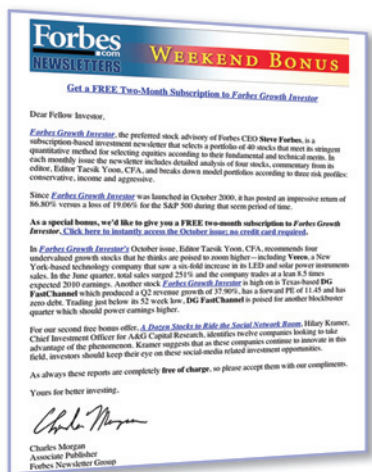 Forbes
.com
NEWSLETTERS
WEEKEND BONUS
Get a FREE Two-Month Subscription to Forbes Growth Investor
Dear Fellow Investor,
Forbes Growth Investor, the preferred stock advisory of Forbes CEO Steve Forbes, is a
subscription-based investment newsletter that selects a portfolio of 40 stocks that meet its stringent
quantitative method for selecting equities according to their fundamental and technical merits. In
each monthly issue the newsletter includes detailed analysis of four stocks, commentary from its
editor, Editor Taesik Yoon, CFA, and breaks down model portfolios according to three risk profiles:
conservative, income and aggressive.
Since Forbes Growth Investor was launched in October 2000, it has posted an impressive return of
86.80% versus a loss of 19.06% for the S&P 500 during that seem period of time.
As a special bonus, we'd like to give you a FREE two-month subscription to Forbes Growth
Investor. Click here to instantly access the October issue; no credit card required.
In Forbes Growth Investor's October issue, Editor Taesik Yoon, CFA, recommends four
undervalued growth stocks that he thinks are poised to zoom higher—including Veeco, a New
York-based technology company that saw a six-fold increase in its LED and solar power instruments
sales. In the June quarter, total sales surged 251% and the company trades at a lean 8.5 times
expected 2010 earnings. Another stock Forbes Growth Investor is high on is Texas-based DG
FastChannel which produced a Q2 revenue growth of 37.90%, has a forward PE of 11.45 and has
zero debt. Trading just below its 52 week low, DG FastChannel is poised for another blockbuster
quarter which should power earnings higher.
For our second free bonus offer, A Dozen Stocks to Ride the Social Network Boom, Hilary Kramer,
Chief Investment Officer for A&G Capital Research, identifies twelve companies looking to take
advantage of the phenomenon. Kramer suggests that as these companies continue to innovate in this
field, investors should keep their eye on these social-media related investment opportunities.
As always these reports are completely free of charge, so please accept them with our compliments.
Yours for better investing,
Charles Morgan
Charles Morgan
Associate Publisher
Forbes Newsletter Group